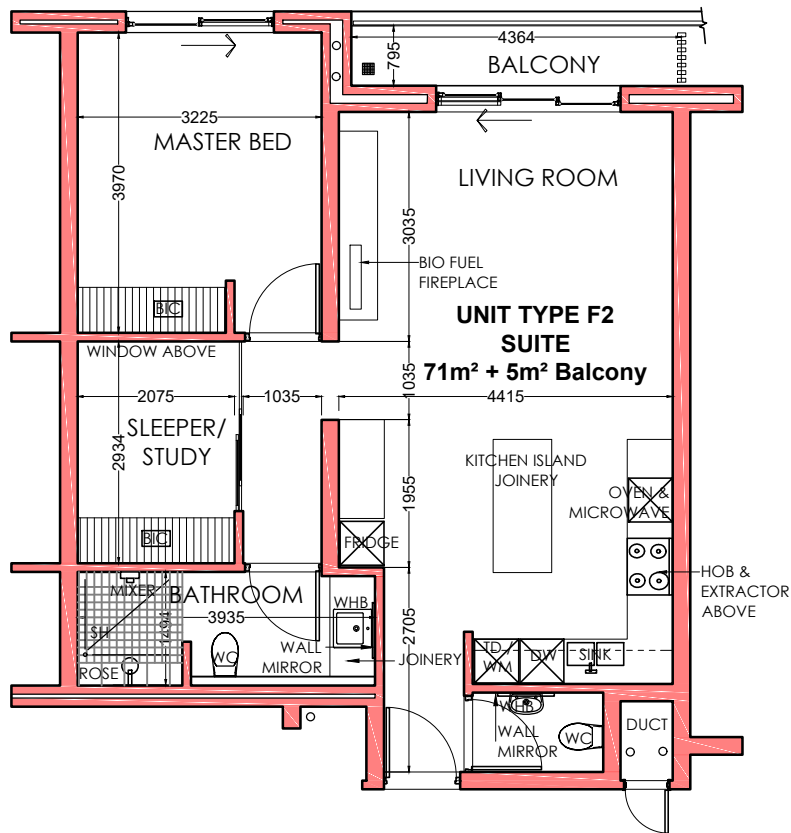 4364
795
BALCONY
3225
MASTER BED
3970
LIVING ROOM
3035
BIO FUEL
FIREPLACE
BIC
UNIT TYPE F2
SUITE
71m² + 5m² Balcony
WINDOW ABOVE
2075
1035
1035
4415
SLEEPER/
STUDY
2934
1955
KITCHEN ISLAND
JOINERY
OVEN &
MICROWAVE
BIC
FRIDGE
HOB &
EXTRACTOR
ABOVE
MIXER
BATHROOM
3935
WHB
1494
SH
2705
WALL
MIRROR
JOINERY
WC
ROSE
TD /
WM
DW
SINK
WHB
WALL
MIRROR
WC
DUCT